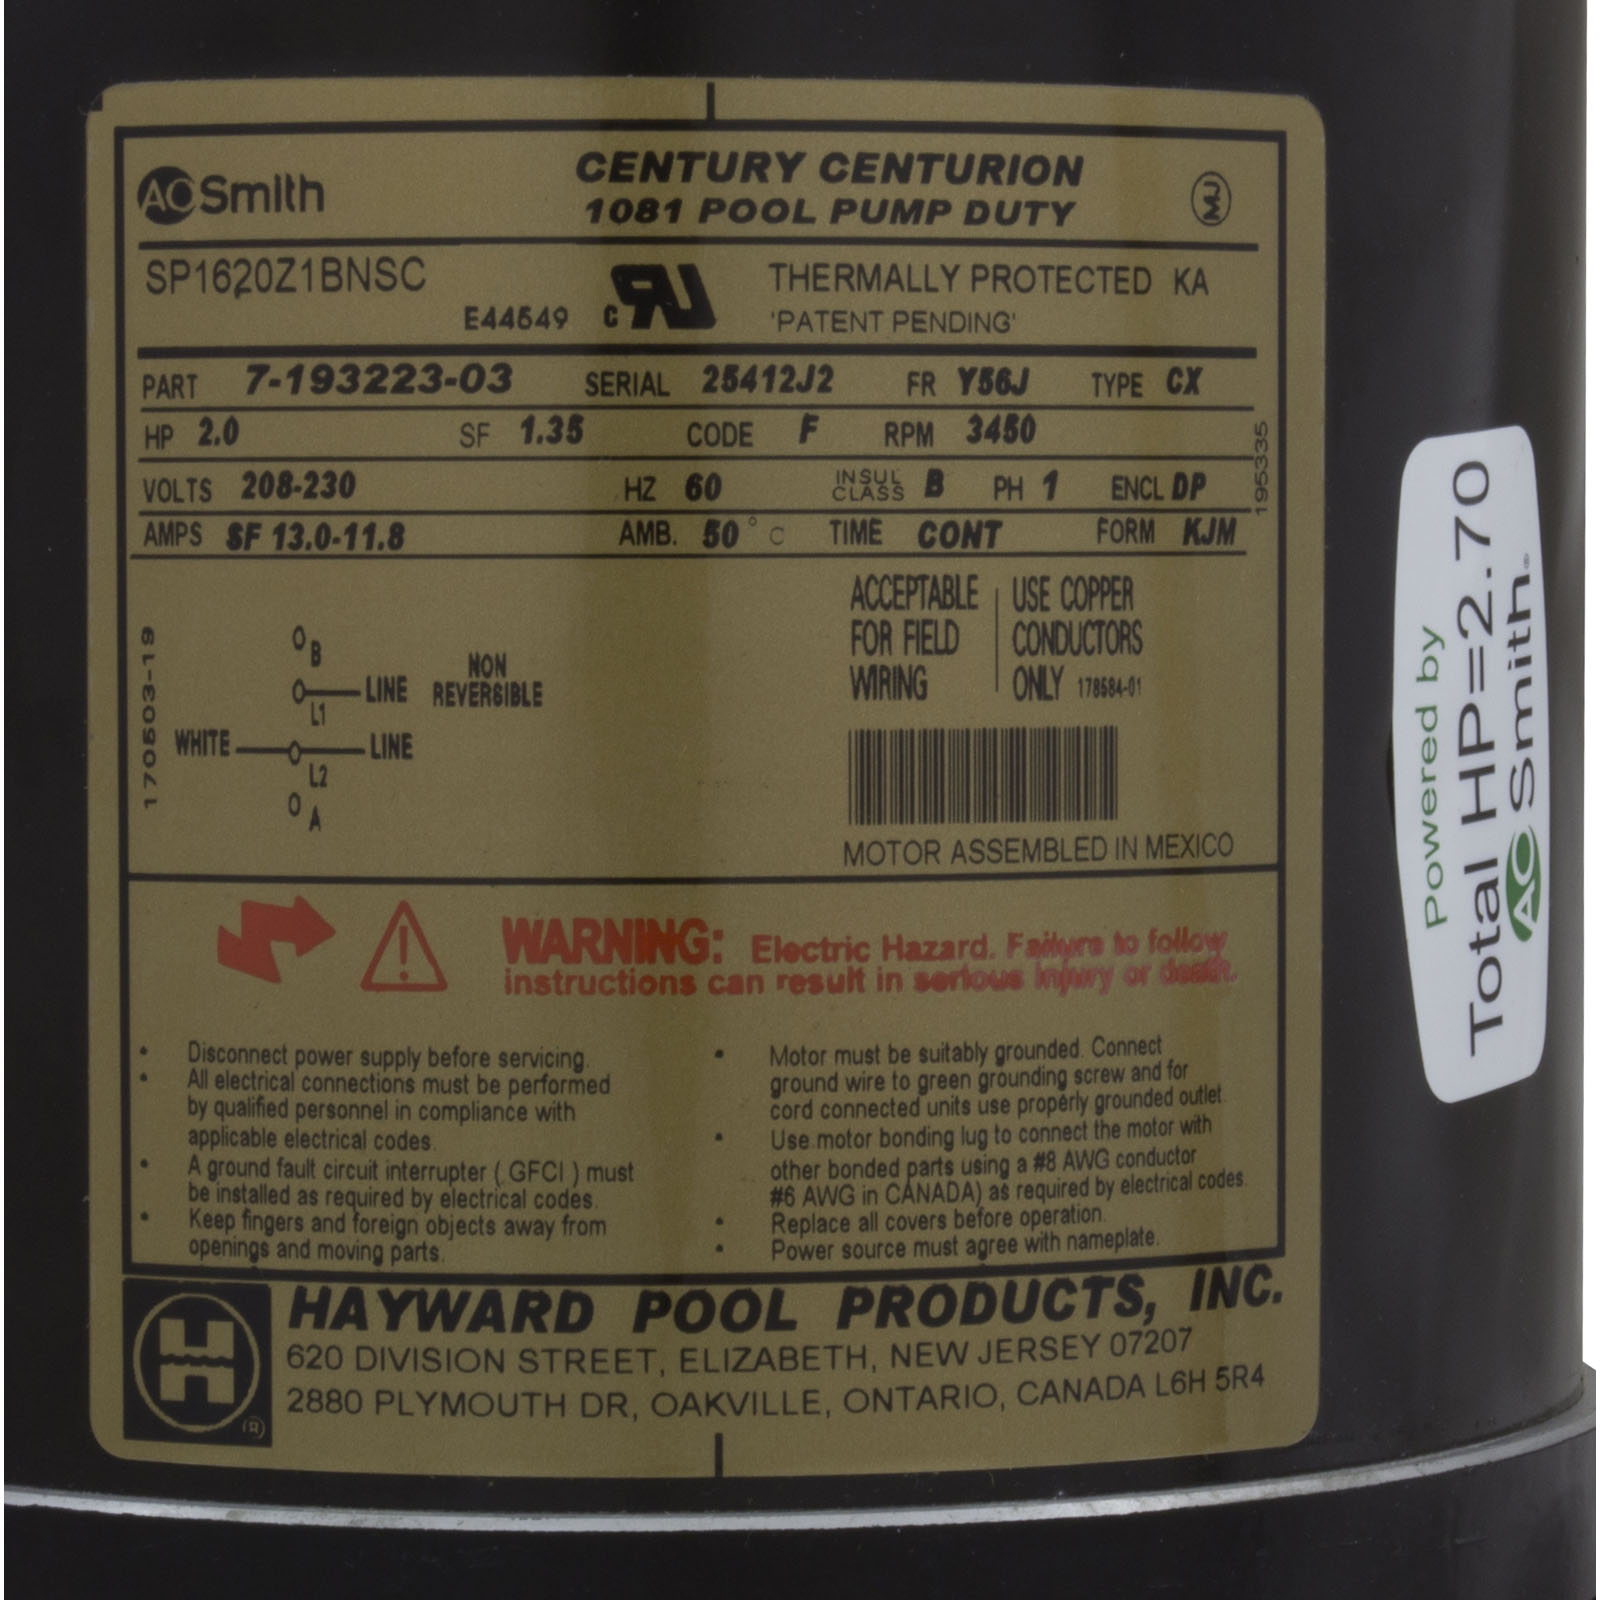 AO Smith
CENTURY CENTURION
1081 POOL PUMP DUTY
MJ
SP1620Z1BNSC
E44549 c RU
THERMALLY PROTECTED KA
'PATENT PENDING'
PART 7-193223-03 SERIAL 25412J2 FR Y56J TYPE CX
HP 2.0 SF 1.35 CODE F RPM 3450
VOLTS 208-230 HZ 60 INSUL CLASS B PH 1 ENCL DP
AMPS SF 13.0-11.8 AMB. 50°C TIME CONT FORM KJM
195335
170503-19
B
L1 LINE
NON
REVERSIBLE
WHITE L2 LINE
A
ACCEPTABLE
FOR FIELD
WIRING
USE COPPER
CONDUCTORS
ONLY 178584-01
MOTOR ASSEMBLED IN MEXICO
WARNING: Electric Hazard. Failure to follow
instructions can result in serious injury or death.
• Disconnect power supply before servicing.
• All electrical connections must be performed
by qualified personnel in compliance with
applicable electrical codes.
• A ground fault circuit interrupter ( GFCI ) must
be installed as required by electrical codes.
• Keep fingers and foreign objects away from
openings and moving parts.
• Motor must be suitably grounded. Connect
ground wire to green grounding screw and for
cord connected units use properly grounded outlet.
• Use motor bonding lug to connect the motor with
other bonded parts using a #8 AWG conductor
#6 AWG in CANADA) as required by electrical codes.
• Replace all covers before operation.
• Power source must agree with nameplate.
H ®
HAYWARD POOL PRODUCTS, INC.
620 DIVISION STREET, ELIZABETH, NEW JERSEY 07207
2880 PLYMOUTH DR, OAKVILLE, ONTARIO, CANADA L6H 5R4
Powered by
Total HP=2.70
AO Smith®